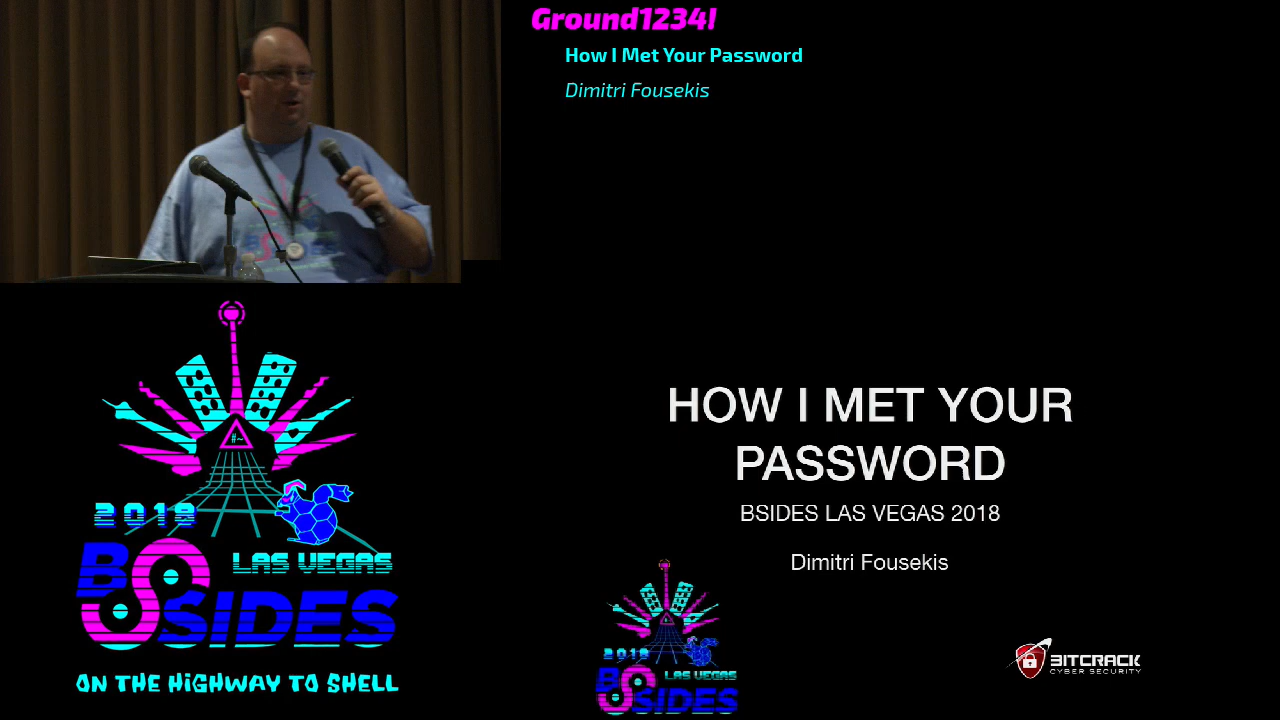 Ground1234!
How I Met Your Password
Dimitri Fousekis
#~
2018
LAS VEGAS
BSIDES
ON THE HIGHWAY TO SHELL
HOW I MET YOUR
PASSWORD
BSIDES LAS VEGAS 2018
Dimitri Fousekis
2018
LAS VEGAS
BSIDES
BITCRACK
CYBER SECURITY